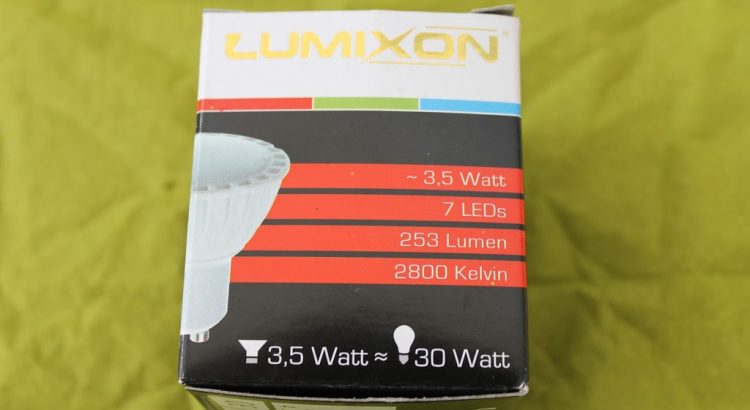 LUMIXON®
~ 3,5 Watt
7 LEDs
253 Lumen
2800 Kelvin
3,5 Watt ≈ 30 Watt